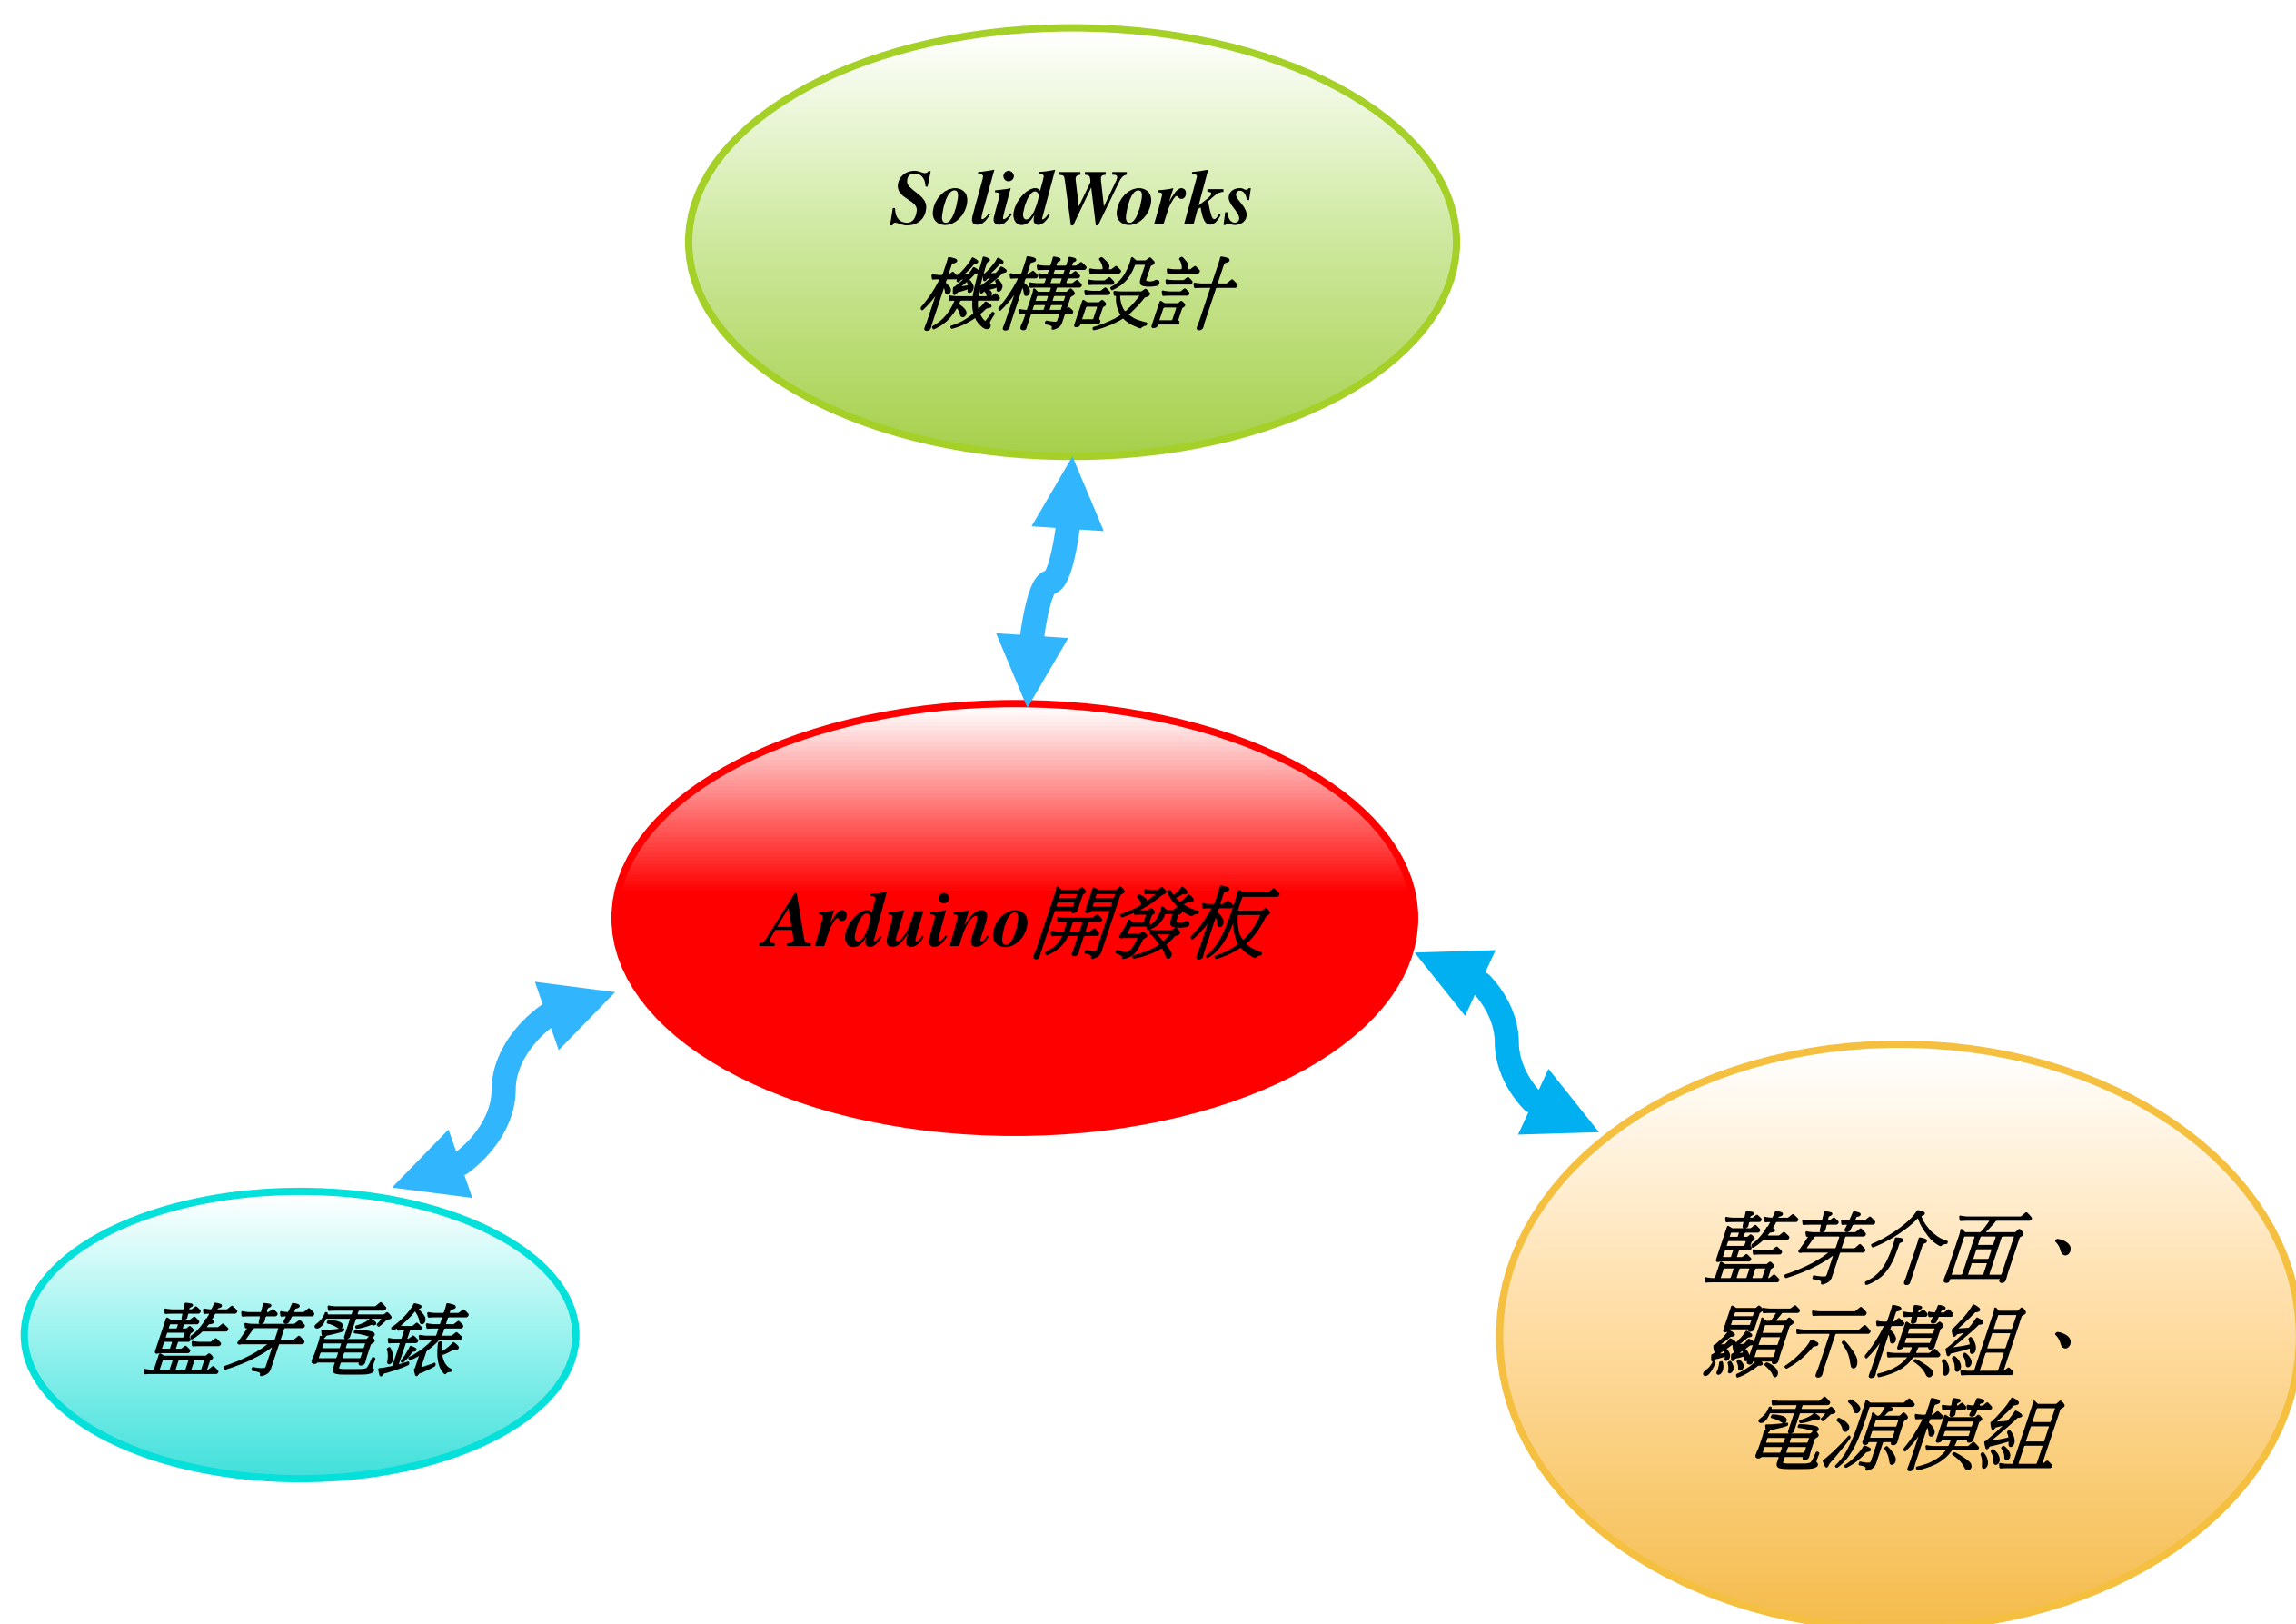 SolidWorks
機構設計
Arduino開發板
藍芽介面、
藍芽電錶
顯示模組、
電源模組